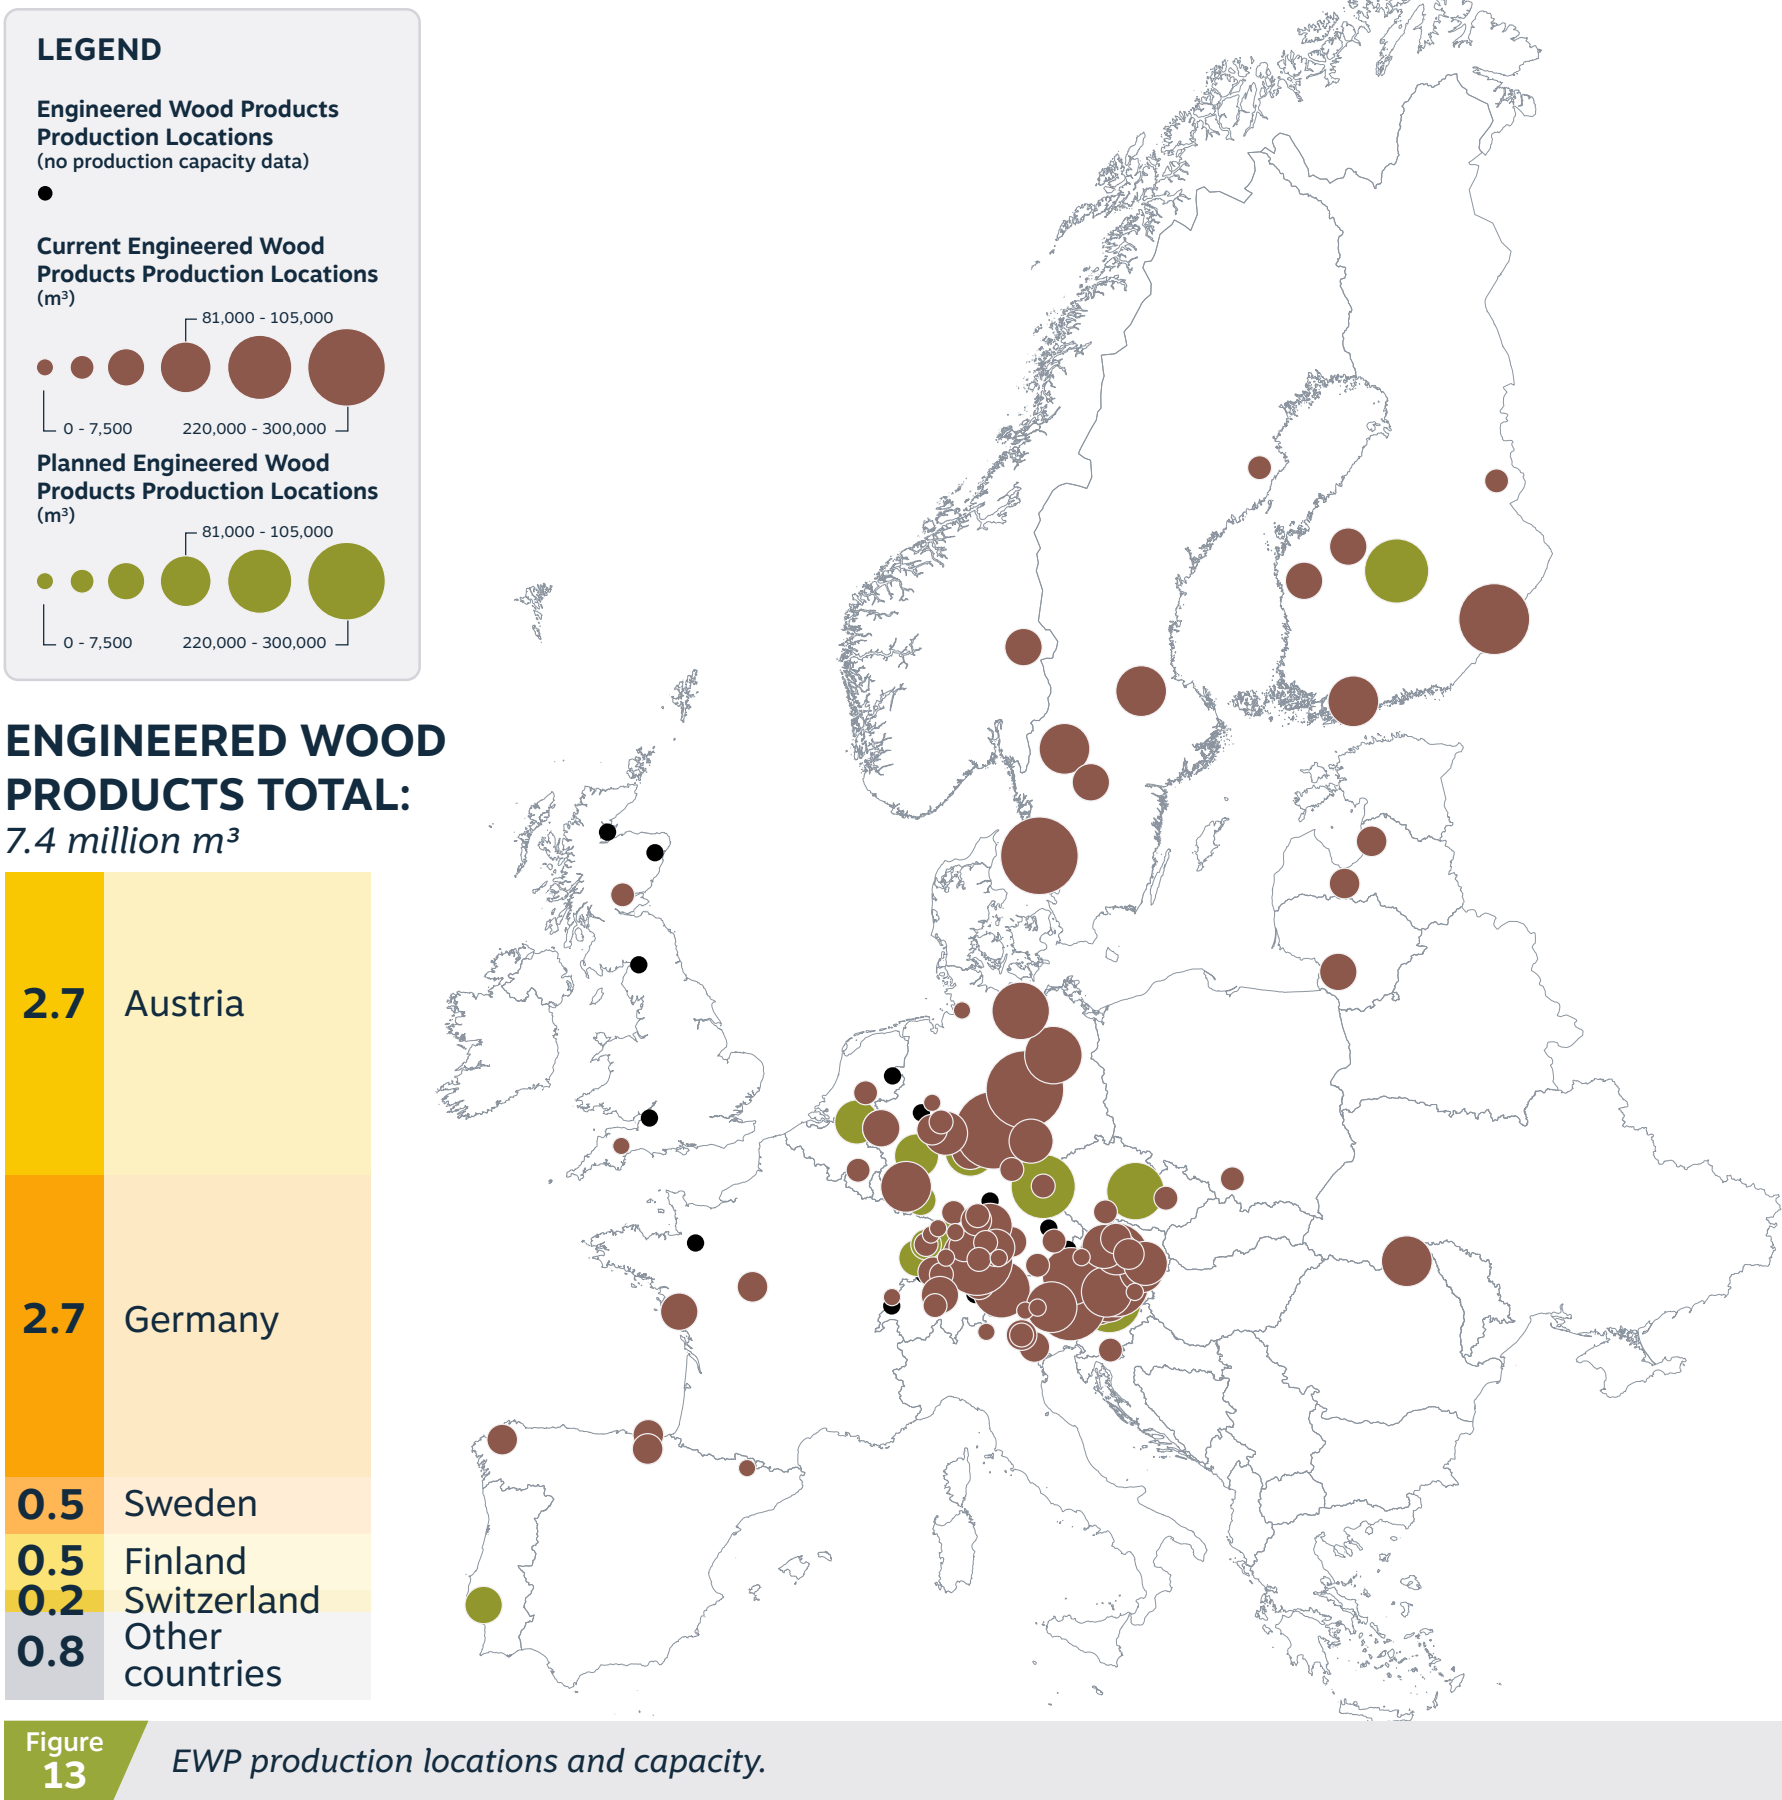 LEGEND
Engineered Wood Products
Production Locations
(no production capacity data)
Current Engineered Wood
Products Production Locations
(m³)
81,000 - 105,000
0 - 7,500
220,000 - 300,000
Planned Engineered Wood
Products Production Locations
(m³)
81,000 - 105,000
0 - 7,500
220,000 - 300,000
ENGINEERED WOOD
PRODUCTS TOTAL:
7.4 million m³
2.7 Austria
2.7 Germany
0.5 Sweden
0.5 Finland
0.2 Switzerland
0.8 Other
countries
Figure
13
EWP production locations and capacity.